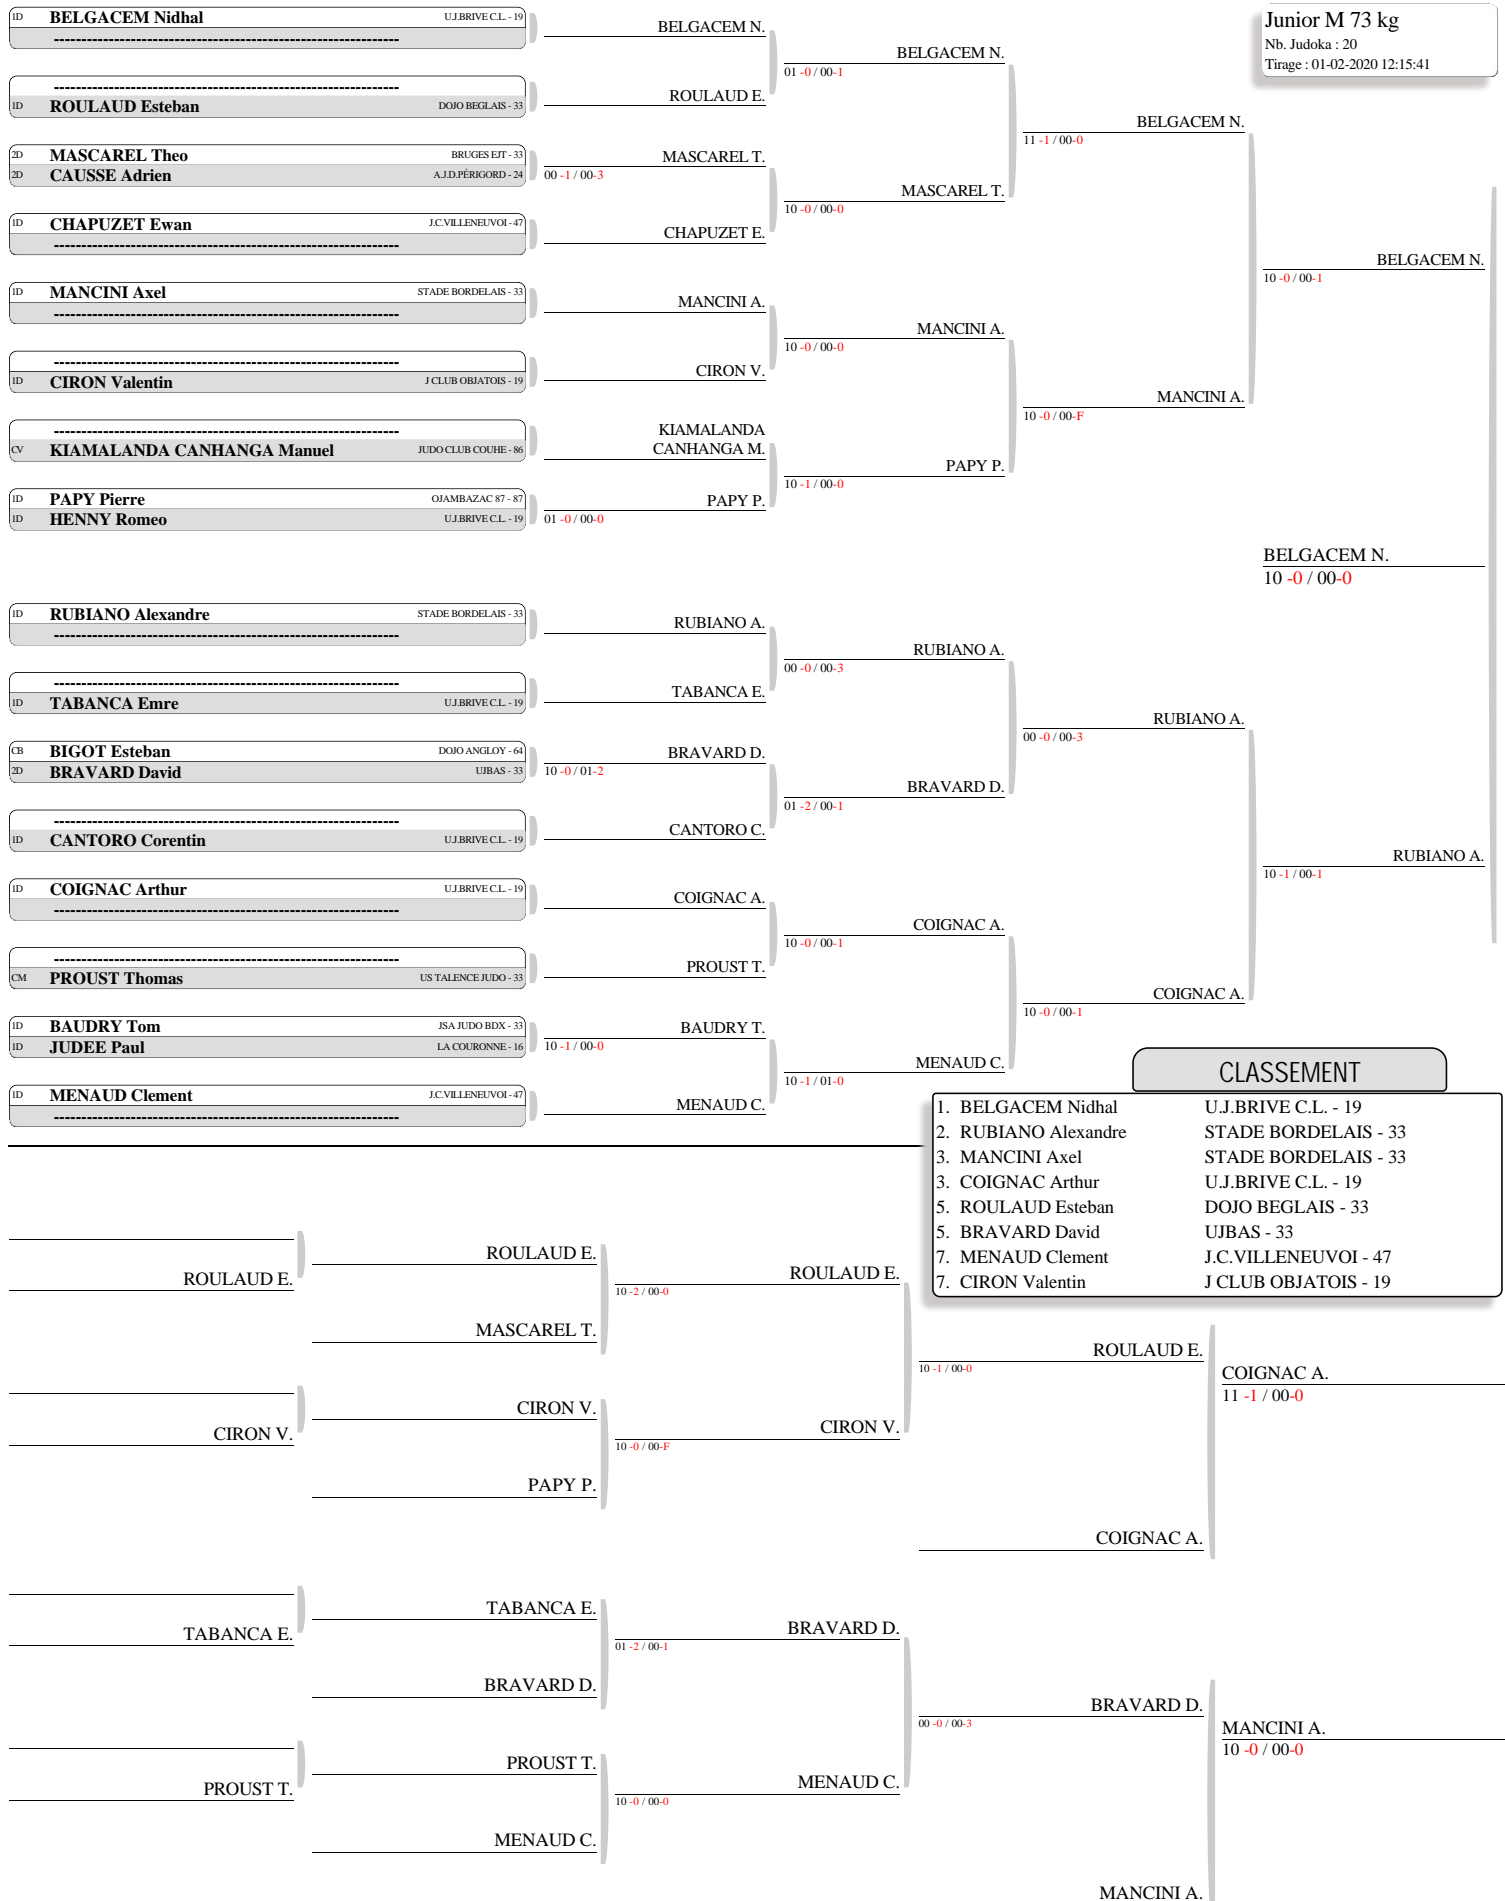 Junior M 73 kg
Nb. Judoka : 20
Tirage : 01-02-2020 12:15:41
1D BELGACEM Nidhal U.J.BRIVE C.L. - 19
----------------------------------------------------------------
----------------------------------------------------------------
1D ROULAUD Esteban DOJO BEGLAIS - 33
2D MASCAREL Theo BRUGES EJT - 33
2D CAUSSE Adrien A.J.D.PÉRIGORD - 24
1D CHAPUZET Ewan J.C.VILLENEUVOI - 47
----------------------------------------------------------------
1D MANCINI Axel STADE BORDELAIS - 33
----------------------------------------------------------------
----------------------------------------------------------------
1D CIRON Valentin J CLUB OBJATOIS - 19
----------------------------------------------------------------
CV KIAMALANDA CANHANGA Manuel JUDO CLUB COUHE - 86
1D PAPY Pierre OJAMBAZAC 87 - 87
1D HENNY Romeo U.J.BRIVE C.L. - 19
1D RUBIANO Alexandre STADE BORDELAIS - 33
----------------------------------------------------------------
----------------------------------------------------------------
1D TABANCA Emre U.J.BRIVE C.L. - 19
CB BIGOT Esteban DOJO ANGLOY - 64
2D BRAVARD David UJBAS - 33
----------------------------------------------------------------
1D CANTORO Corentin U.J.BRIVE C.L. - 19
1D COIGNAC Arthur U.J.BRIVE C.L. - 19
----------------------------------------------------------------
----------------------------------------------------------------
CM PROUST Thomas US TALENCE JUDO - 33
1D BAUDRY Tom JSA JUDO BDX - 33
1D JUDEE Paul LA COURONNE - 16
1D MENAUD Clement J.C.VILLENEUVOI - 47
----------------------------------------------------------------
BELGACEM N.
ROULAUD E.
MASCAREL T.
00 -1 / 00-3
CHAPUZET E.
MANCINI A.
CIRON V.
KIAMALANDA
CANHANGA M.
PAPY P.
01 -0 / 00-0
RUBIANO A.
TABANCA E.
BRAVARD D.
10 -0 / 01-2
CANTORO C.
COIGNAC A.
PROUST T.
BAUDRY T.
10 -1 / 00-0
MENAUD C.
BELGACEM N.
01 -0 / 00-1
MASCAREL T.
10 -0 / 00-0
MANCINI A.
10 -0 / 00-0
PAPY P.
10 -1 / 00-0
RUBIANO A.
00 -0 / 00-3
BRAVARD D.
01 -2 / 00-1
COIGNAC A.
10 -0 / 00-1
MENAUD C.
10 -1 / 01-0
BELGACEM N.
11 -1 / 00-0
MANCINI A.
10 -0 / 00-F
RUBIANO A.
00 -0 / 00-3
COIGNAC A.
10 -0 / 00-1
BELGACEM N.
10 -0 / 00-1
RUBIANO A.
10 -1 / 00-1
BELGACEM N.
10 -0 / 00-0
CLASSEMENT
1. BELGACEM Nidhal U.J.BRIVE C.L. - 19
2. RUBIANO Alexandre STADE BORDELAIS - 33
3. MANCINI Axel STADE BORDELAIS - 33
3. COIGNAC Arthur U.J.BRIVE C.L. - 19
5. ROULAUD Esteban DOJO BEGLAIS - 33
5. BRAVARD David UJBAS - 33
7. MENAUD Clement J.C.VILLENEUVOI - 47
7. CIRON Valentin J CLUB OBJATOIS - 19
ROULAUD E.
CIRON V.
TABANCA E.
PROUST T.
ROULAUD E.
MASCAREL T.
CIRON V.
PAPY P.
TABANCA E.
BRAVARD D.
PROUST T.
MENAUD C.
ROULAUD E.
10 -2 / 00-0
CIRON V.
10 -0 / 00-F
BRAVARD D.
01 -2 / 00-1
MENAUD C.
10 -0 / 00-0
ROULAUD E.
10 -1 / 00-0
COIGNAC A.
BRAVARD D.
00 -0 / 00-3
MANCINI A.
COIGNAC A.
11 -1 / 00-0
MANCINI A.
10 -0 / 00-0